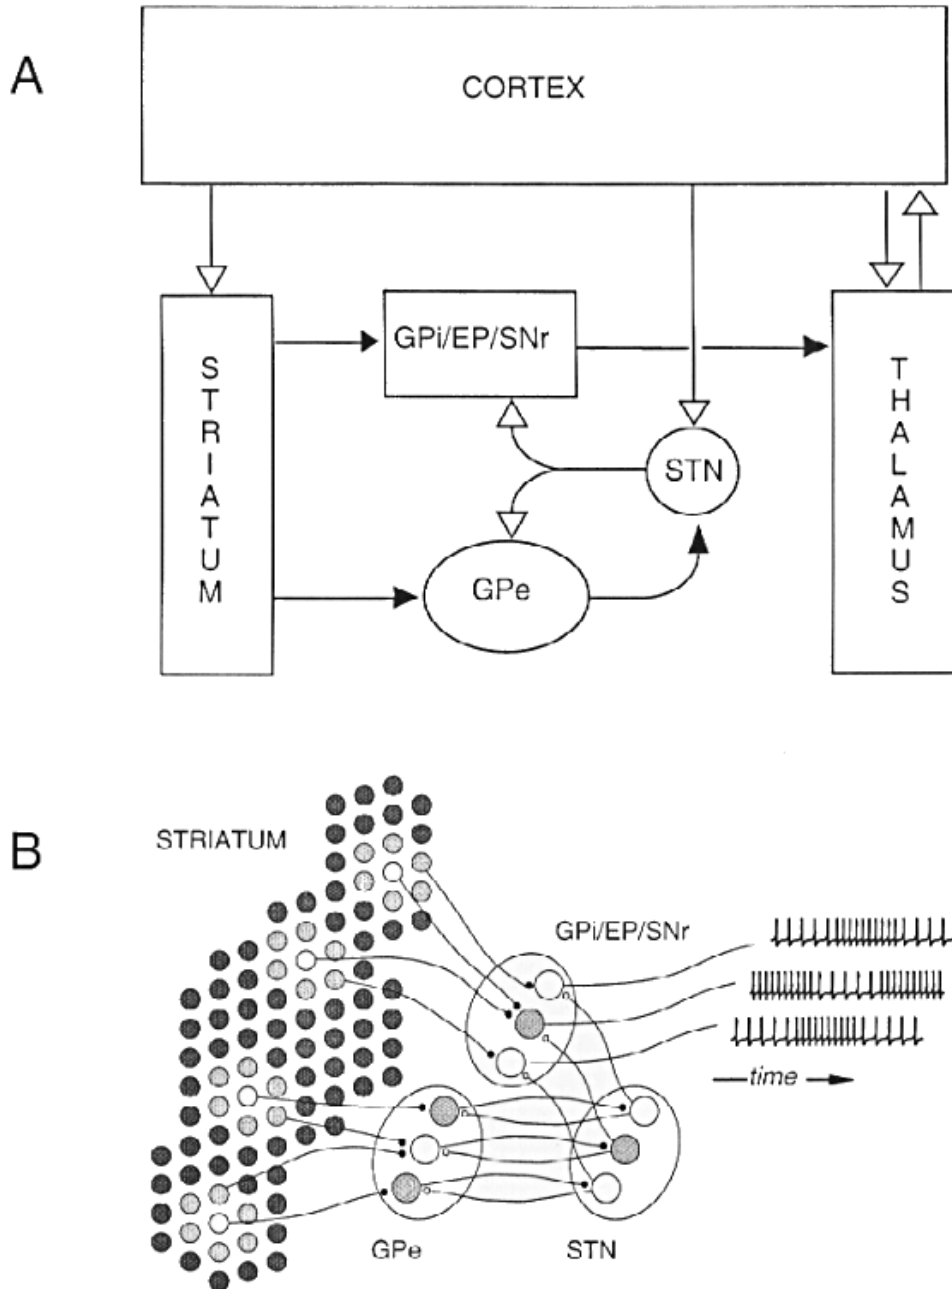 A
CORTEX
STRIATUM
GPi/EP/SNr
STN
GPe
THALAMUS
B
STRIATUM
GPi/EP/SNr
time
GPe
STN